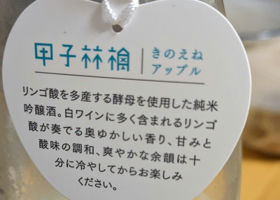 甲子林檎
きのえね
アップル
リンゴ酸を多産する酵母を使用した純米
吟醸酒。白ワインに多く含まれるリンゴ
酸が奏でる奥ゆかしい香り、甘みと
酸味の調和、爽やかな余韻は十
分に冷やしてからお楽しみ
ください。